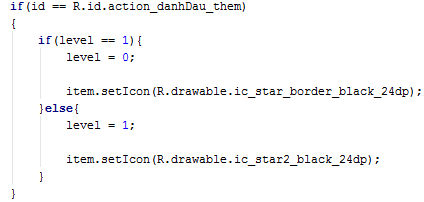 if(id == R.id.action_danhDau_them)
{
if(level == 1){
level = 0;
item.setIcon(R.drawable.ic_star_border_black_24dp);
}else{
level = 1;
item.setIcon(R.drawable.ic_star2_black_24dp);
}
}